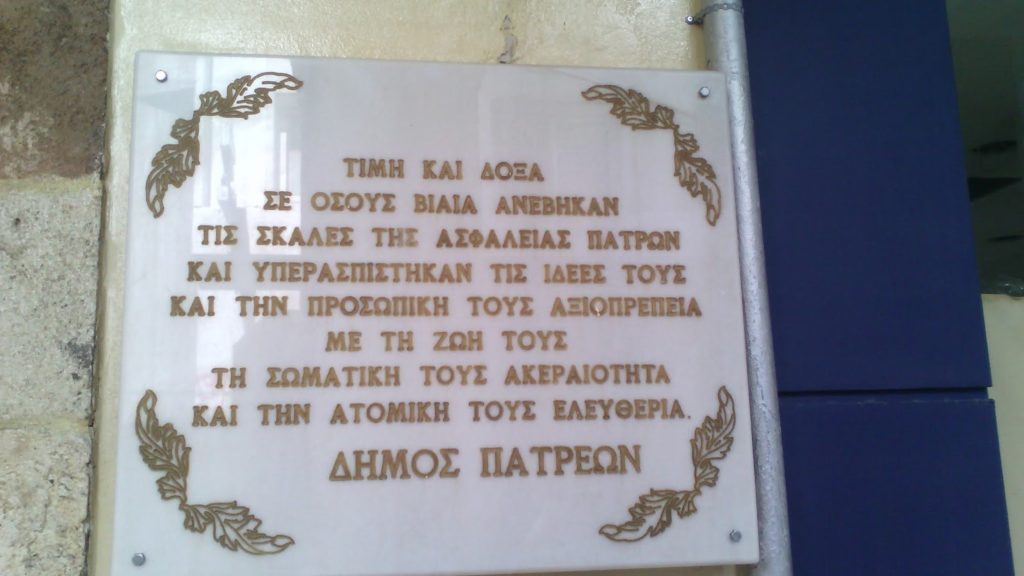 ΤΙΜΗ ΚΑΙ ΔΟΞΑ
ΣΕ ΟΣΟΥΣ ΒΙΑΙΑ ΑΝΕΒΗΚΑΝ
ΤΙΣ ΣΚΑΛΕΣ ΤΗΣ ΑΣΦΑΛΕΙΑΣ ΠΑΤΡΩΝ
ΚΑΙ ΥΠΕΡΑΣΠΙΣΤΗΚΑΝ ΤΙΣ ΙΔΕΕΣ ΤΟΥΣ
ΚΑΙ ΤΗΝ ΠΡΟΣΩΠΙΚΗ ΤΟΥΣ ΑΞΙΟΠΡΕΠΕΙΑ
ΜΕ ΤΗ ΖΩΗ ΤΟΥΣ
ΤΗ ΣΩΜΑΤΙΚΗ ΤΟΥΣ ΑΚΕΡΑΙΟΤΗΤΑ
ΚΑΙ ΤΗΝ ΑΤΟΜΙΚΗ ΤΟΥΣ ΕΛΕΥΘΕΡΙΑ.
ΔΗΜΟΣ ΠΑΤΡΕΩΝ